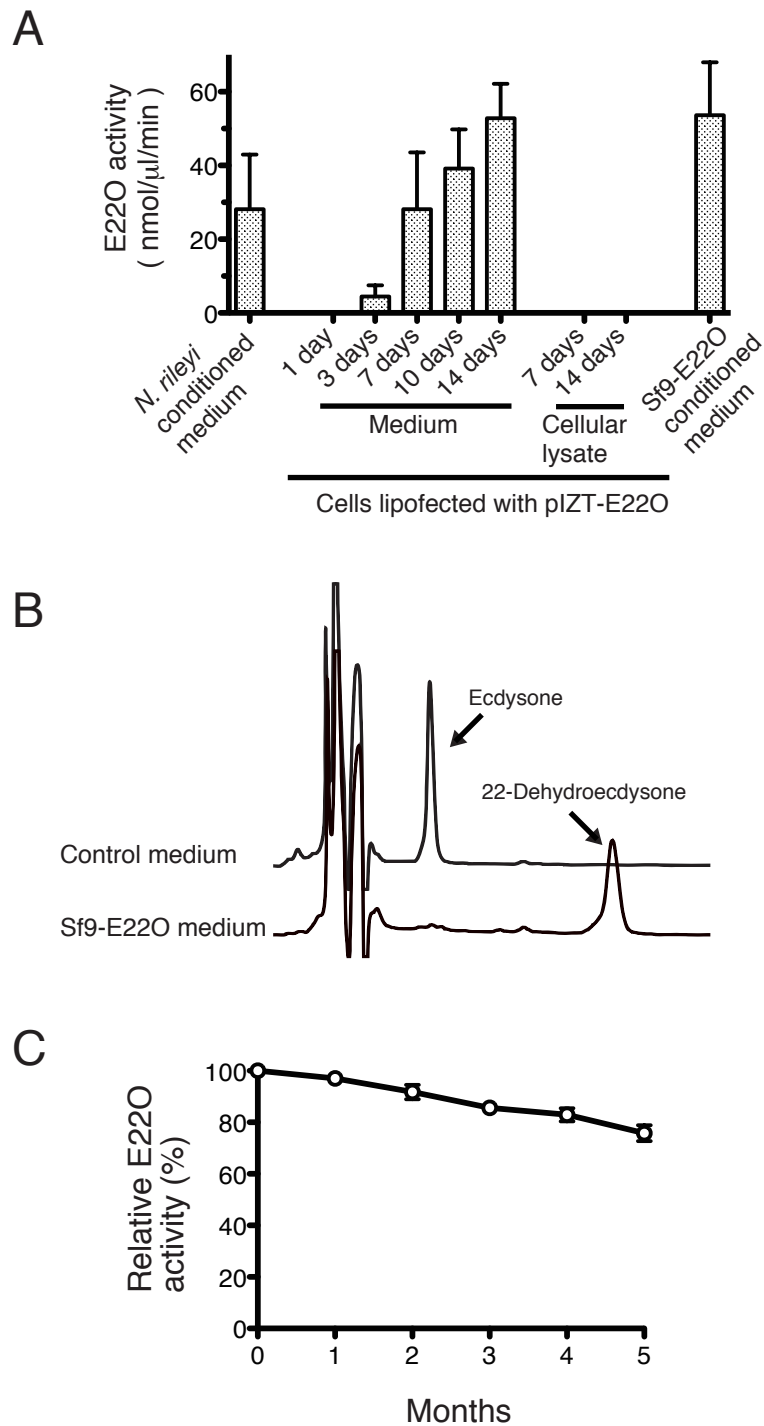 A
E22O activity
( nmol/µl/min )
60
40
20
0
N. rileyi
conditioned
medium
1 day
3 days
7 days
10 days
14 days
7 days
14 days
Sf9-E22O
conditioned
medium
Medium
Cellular
lysate
Cells lipofected with pIZT-E22O
B
Ecdysone
22-Dehydroecdysone
Control medium
Sf9-E22O medium
C
Relative E22O
activity (%)
100
80
60
40
20
0
0 1 2 3 4 5
Months